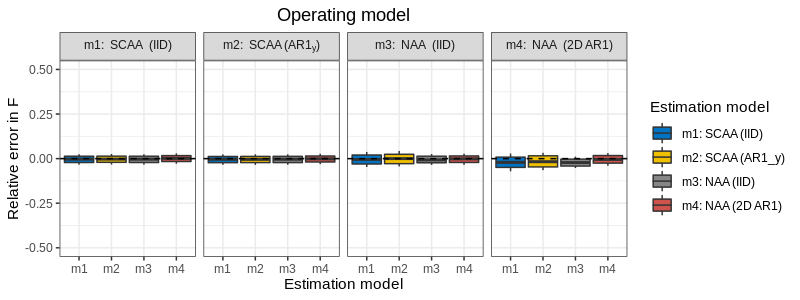 Operating model
m1: SCAA (IID)
m2: SCAA (AR1y)
m3: NAA (IID)
m4: NAA (2D AR1)
Relative error in F
0.50
0.25
0.00
-0.25
-0.50
m1 m2 m3 m4
m1 m2 m3 m4
m1 m2 m3 m4
m1 m2 m3 m4
Estimation model
Estimation model
m1: SCAA (IID)
m2: SCAA (AR1_y)
m3: NAA (IID)
m4: NAA (2D AR1)